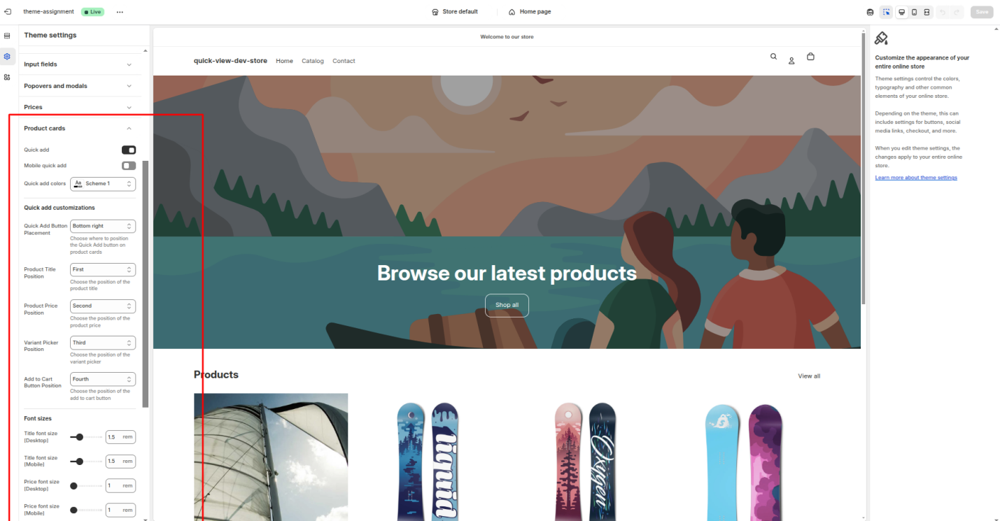 theme-assignment
Live
Store default
Home page
Save
Theme settings
Input fields
Popovers and modals
Prices
Product cards
Quick add
Mobile quick add
Quick add colors
Aa Scheme 1
Quick add customizations
Quick Add Button
Placement
Bottom right
Choose where to position
the Quick Add button on
product cards
Product Title
Position
First
Choose the position of the
product title
Product Price
Position
Second
Choose the position of the
product price
Variant Picker
Position
Third
Choose the position of the
variant picker
Add to Cart
Button Position
Fourth
Choose the position of the
add to cart button
Font sizes
Title font size
[Desktop]
1.5 rem
Title font size
[Mobile]
1.5 rem
Price font size
[Desktop]
1 rem
Price font size
[Mobile]
1 rem
Welcome to our store
quick-view-dev-store Home Catalog Contact
Browse our latest products
Shop all
Products
View all
liquid
Oxygen
Customize the appearance of your
entire online store
Theme settings control the colors,
typography and other common
elements of your online store.
Depending on the theme, this can
include settings for buttons, social
media links, checkout, and more.
When you edit theme settings, the
changes apply to your entire online
store.
Learn more about theme settings